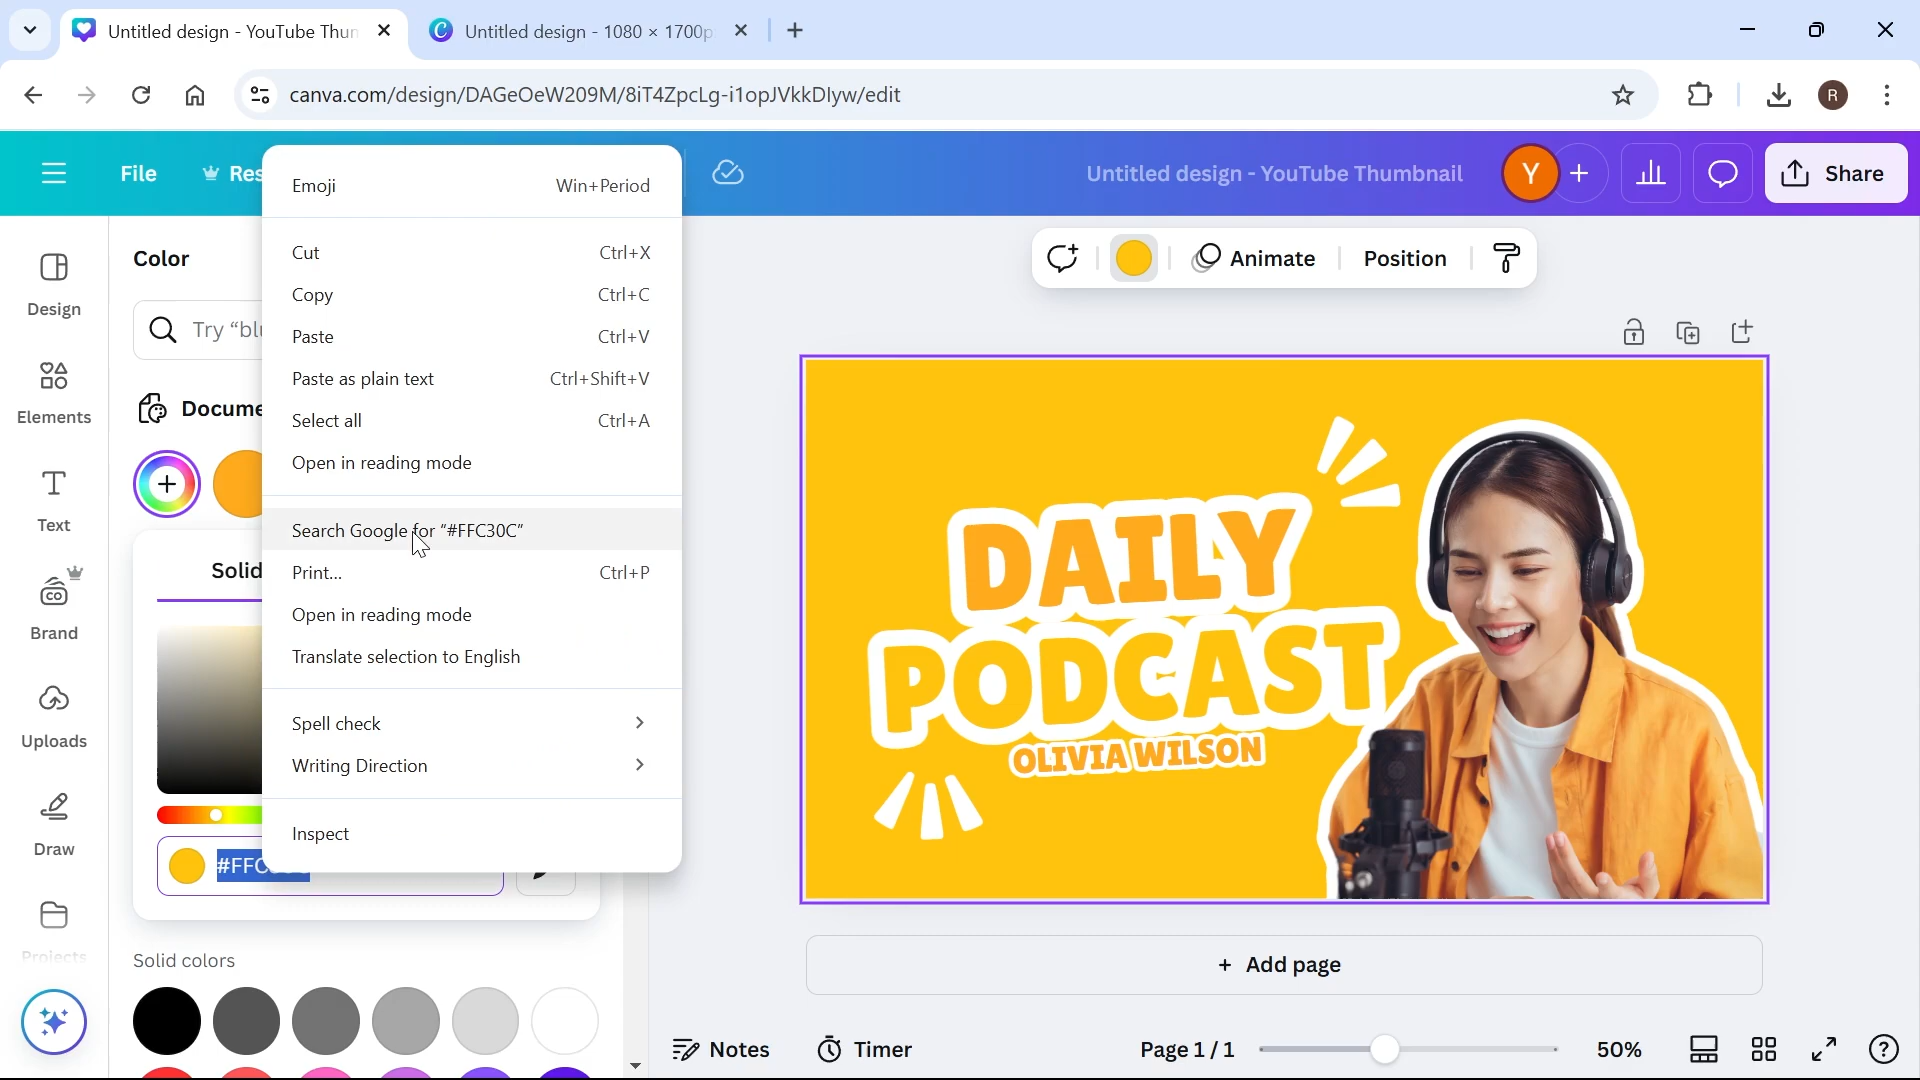 Untitled design - YouTube Thun
Untitled design - 1080 × 1700p
canva.com/design/DAGeOeW209M/8iT4ZpcLg-i1opJVkkDlyw/edit
R
File
Res
Untitled design - YouTube Thumbnail
Y
Share
Emoji Win+Period
Cut Ctrl+X
Copy Ctrl+C
Paste Ctrl+V
Paste as plain text Ctrl+Shift+V
Select all Ctrl+A
Open in reading mode
Search Google for “#FFC30C”
Print... Ctrl+P
Open in reading mode
Translate selection to English
Spell check
Writing Direction
Inspect
Design
Elements
Text
Brand
Uploads
Draw
Projects
Color
Try “blu
Docume
Solid
#FFC
Solid colors
Animate
Position
DAILY
PODCAST
OLIVIA WILSON
+ Add page
Notes
Timer
Page 1 / 1
50%